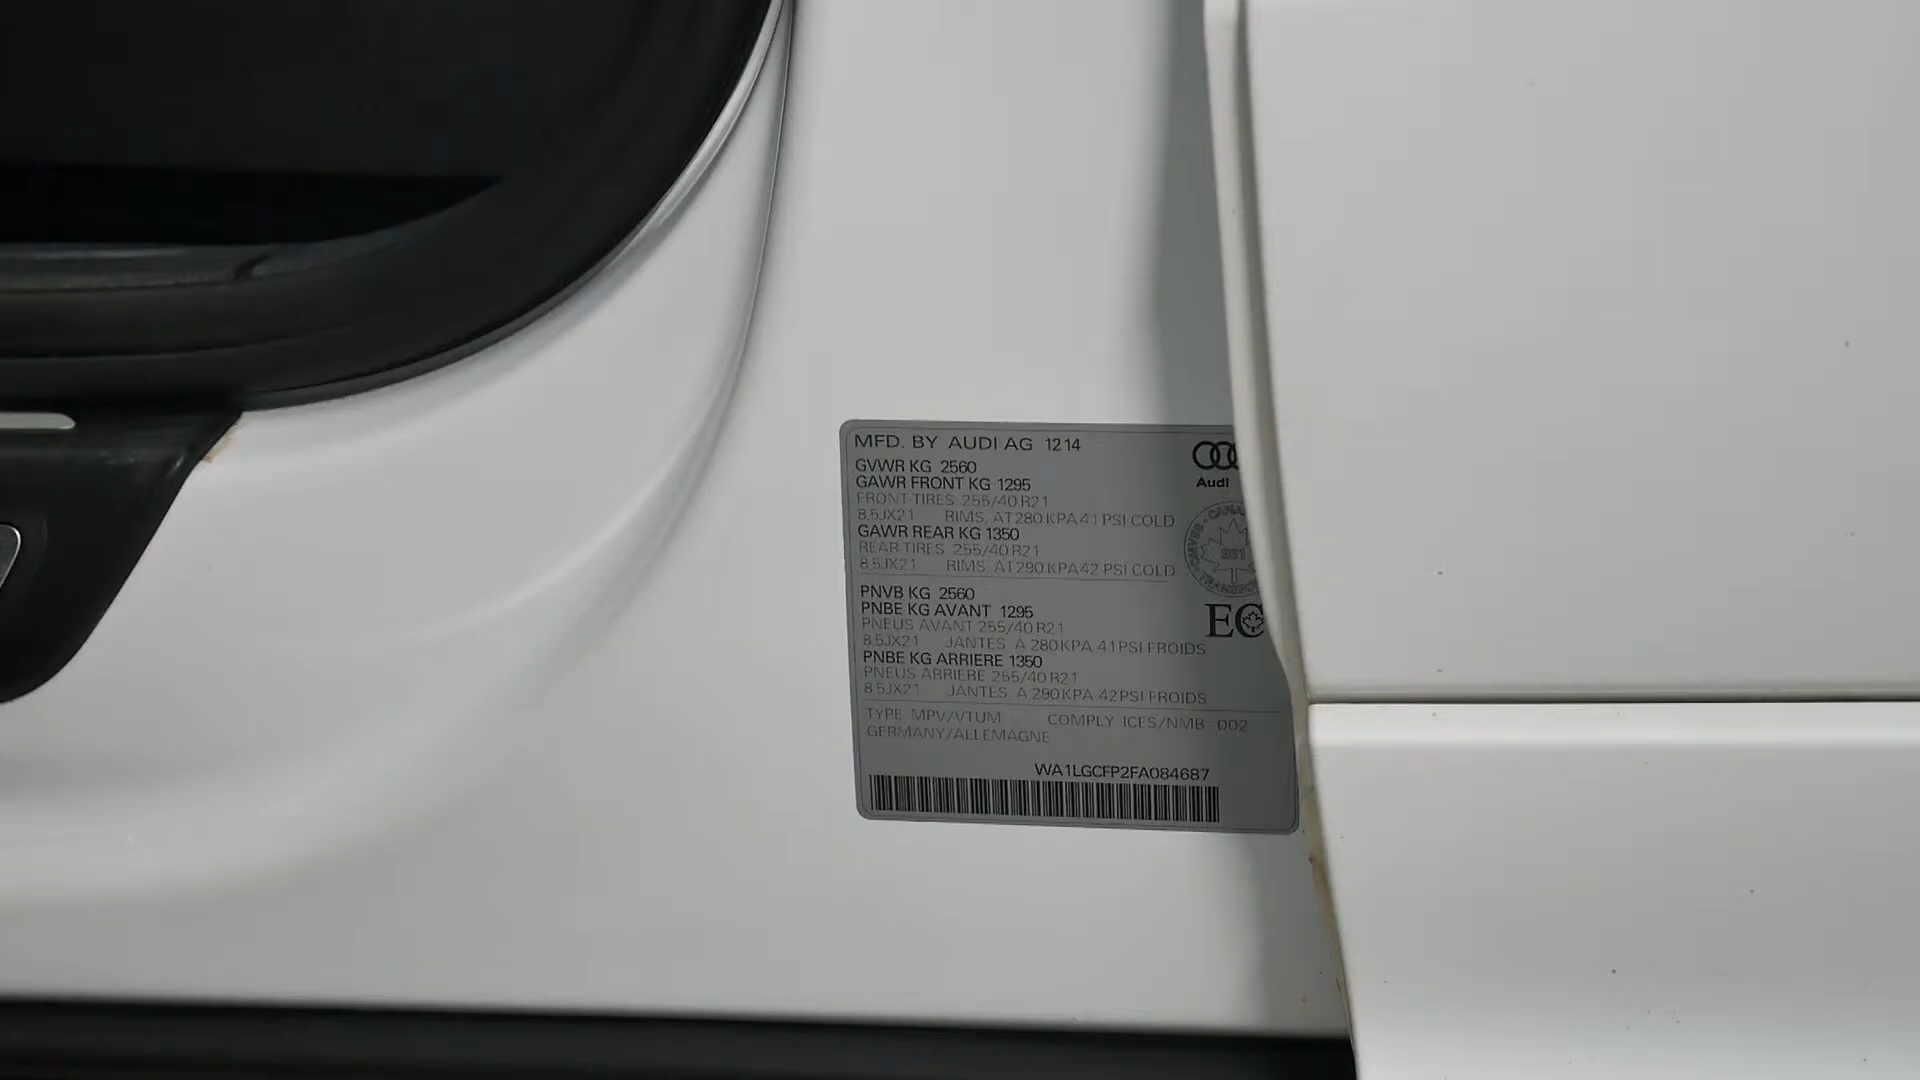 MFD. BY AUDI AG 1214
GVWR KG 2560
GAWR FRONT KG 1295
FRONT-TIRES, 255/40 R21
8.5JX21 RIMS, AT 280 KPA 41 PSI COLD
GAWR REAR KG 1350
REAR-TIRES, 255/40 R21
8.5JX21 RIMS, AT 290 KPA 42 PSI COLD
Audi
PNVB KG 2560
PNBE KG AVANT 1295
PNEUS AVANT 255/40 R21
8.5JX21 JANTES, A 280 KPA 41 PSI FROIDS
PNBE KG ARRIERE 1350
PNEUS ARRIERE 255/40 R21
8.5JX21 JANTES, A 290 KPA 42 PSI FROIDS
EC
TYPE: MPV/VTUM COMPLY ICES/NMB-002
GERMANY/ALLEMAGNE
WA1LGCFP2FA084687